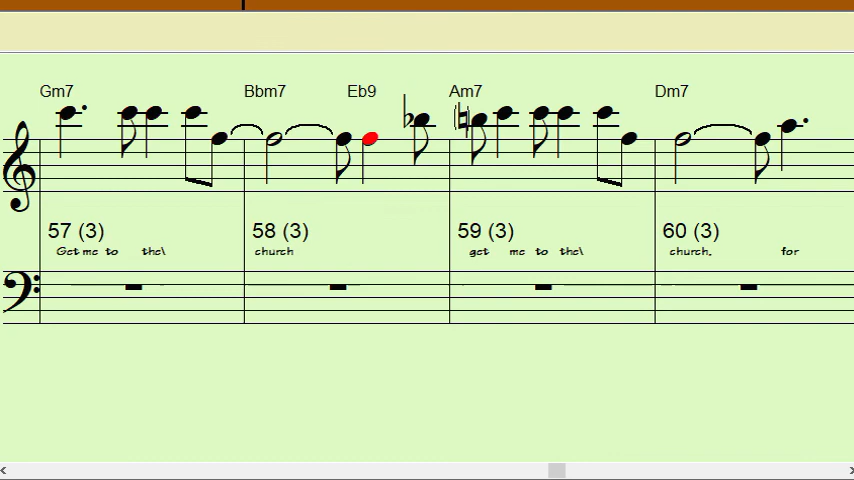 Gm7 Bbm7 Eb9 Am7 Dm7
57 (3) 58 (3) 59 (3) 60 (3)
Get me to the\ church get me to the\ church. for